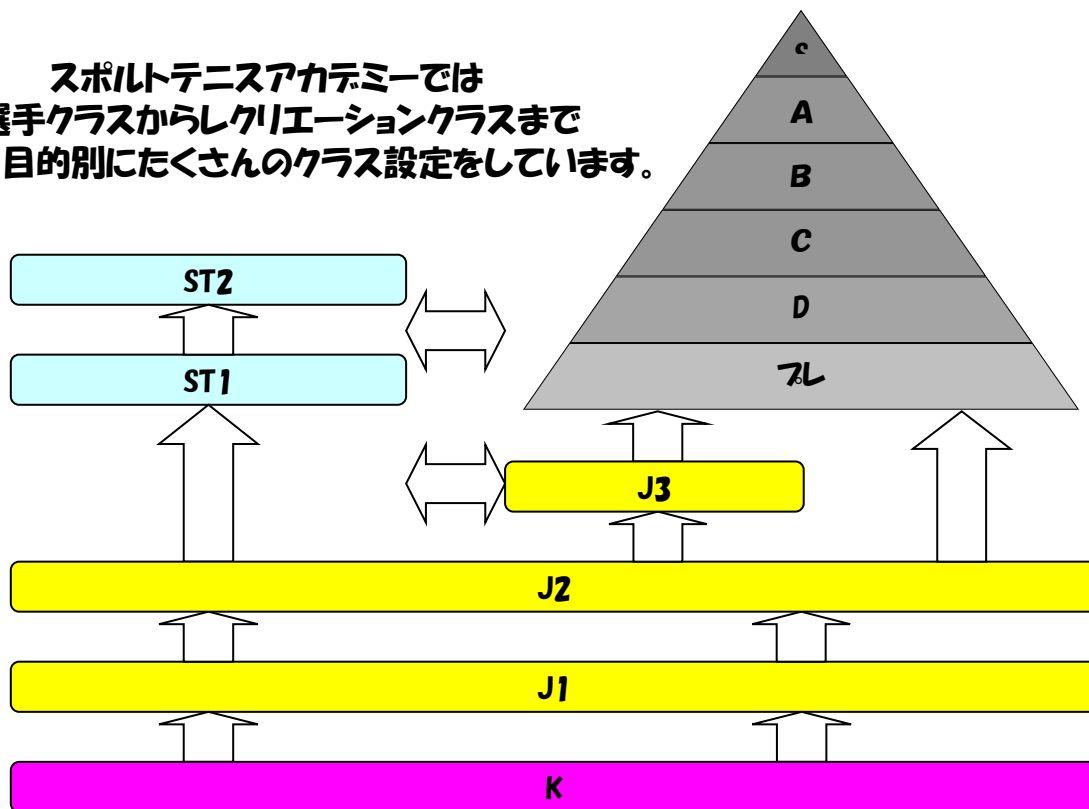 スポルトテニスアカデミーでは
選手クラスからレクリエーションクラスまで
目的別にたくさんのクラス設定をしています。
S
A
B
C
D
プレ
ST2
ST1
J3
J2
J1
K